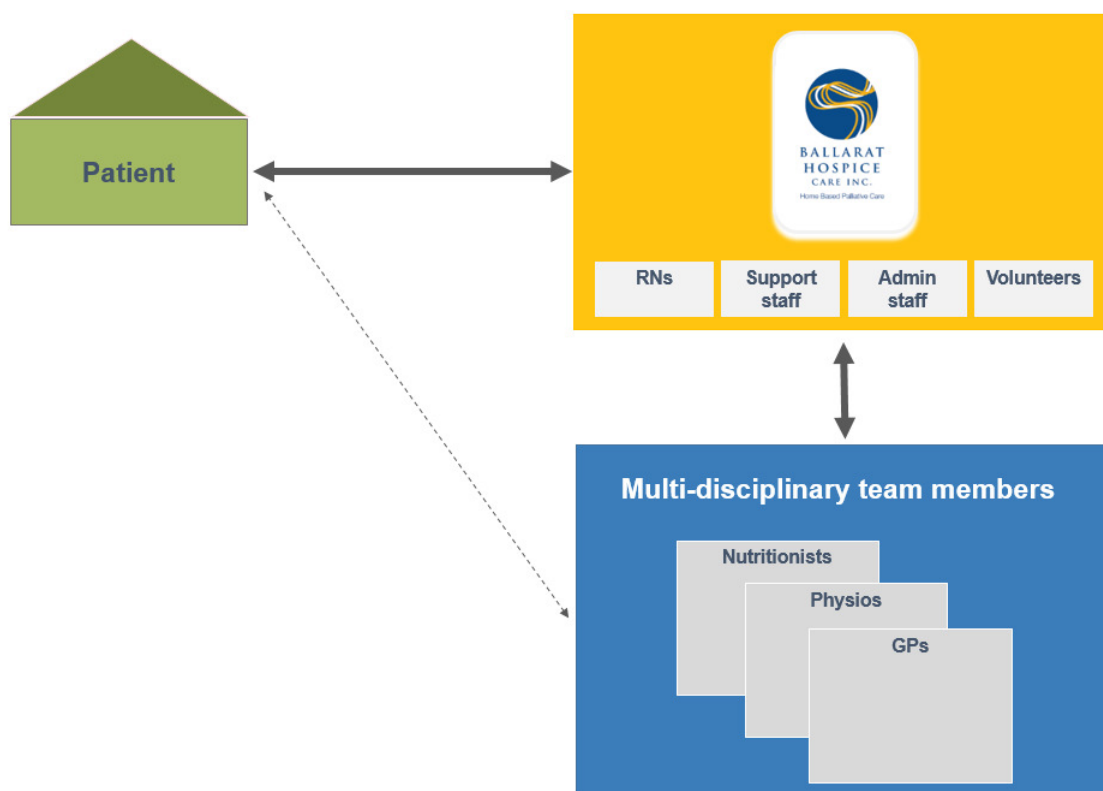 Patient
BALLARAT
HOSPICE
CARE INC.
Home Based Palliative Care
RNs
Support
staff
Admin
staff
Volunteers
Multi-disciplinary team members
Nutritionists
Physios
GPs